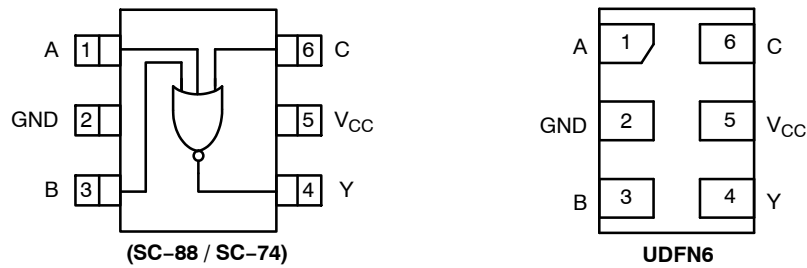 A 1 6 C
GND 2 5 VCC
B 3 4 Y
(SC−88 / SC−74)
A 1 6 C
GND 2 5 VCC
B 3 4 Y
UDFN6